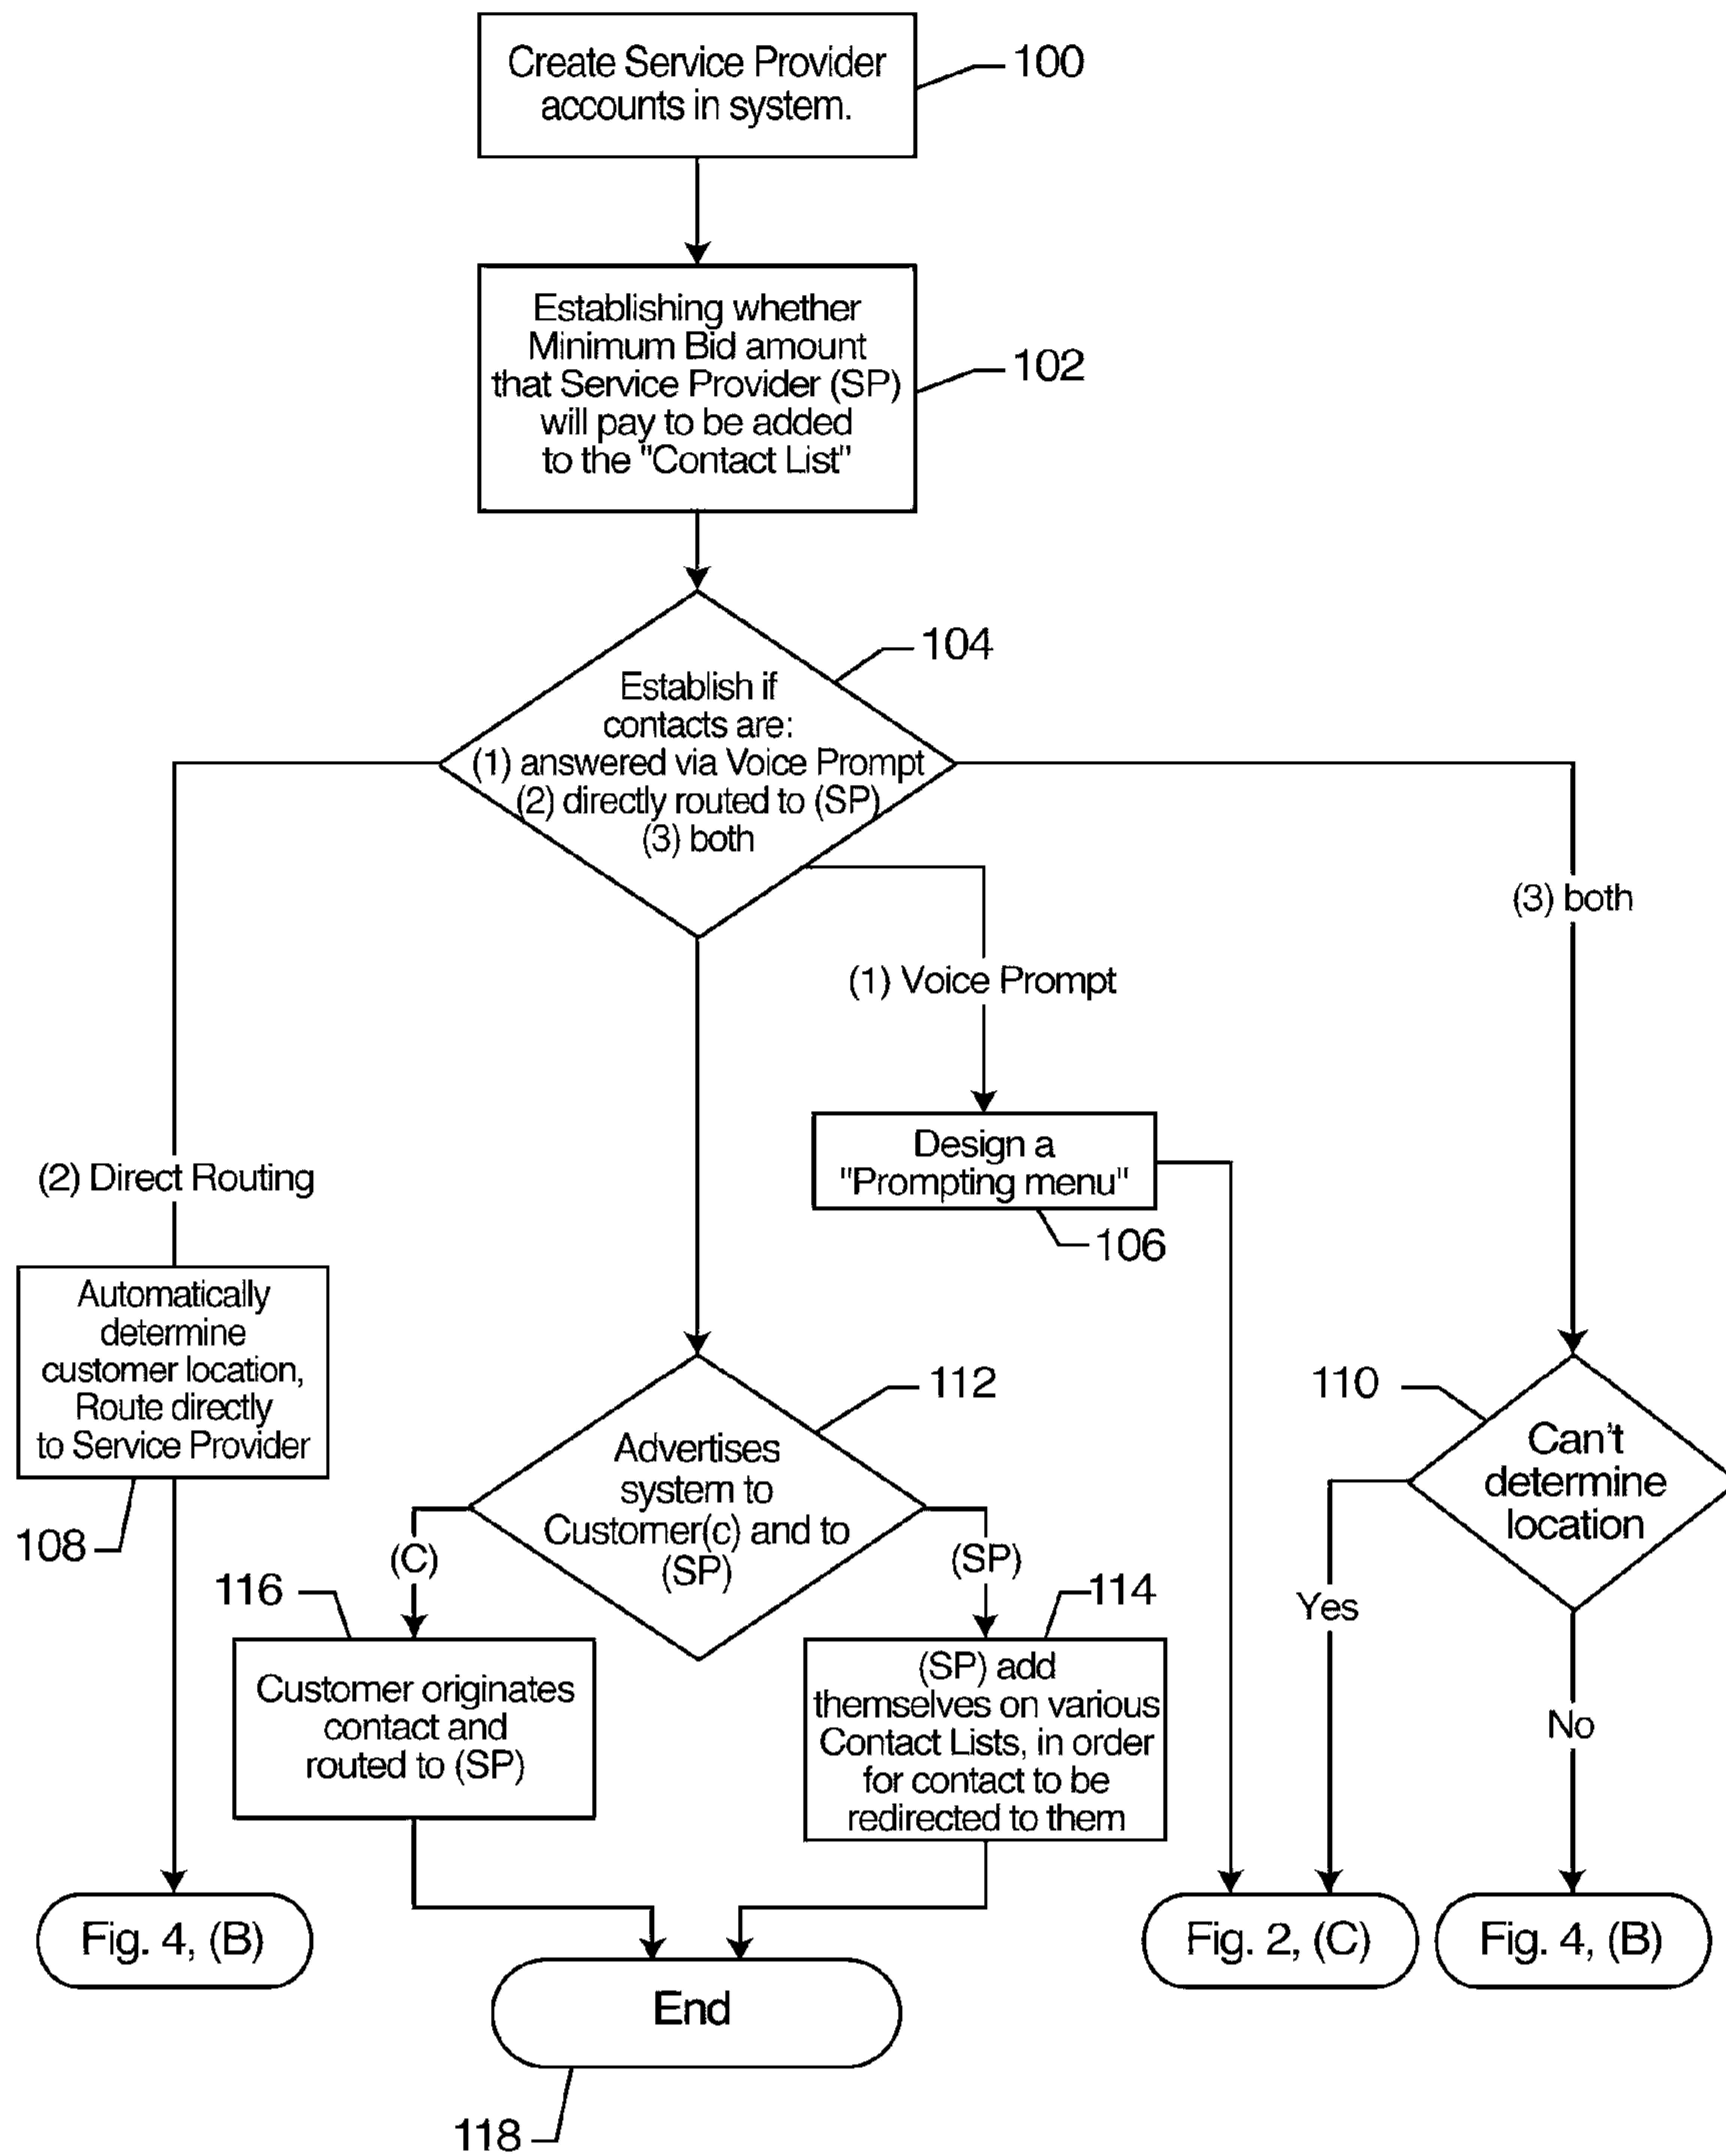 Create Service Provider
accounts in system.
100
Establishing whether
Minimum Bid amount
that Service Provider (SP)
will pay to be added
to the "Contact List"
102
104
Establish if
contacts are:
(1) answered via Voice Prompt
(2) directly routed to (SP)
(3) both
(3) both
(1) Voice Prompt
(2) Direct Routing
Design a
"Prompting menu"
106
Automatically
determine
customer location,
Route directly
to Service Provider
108
112
Advertises
system to
Customer(c) and to
(SP)
110
Can't
determine
location
(C)
(SP)
116
114
Yes
Customer originates
contact and
routed to (SP)
(SP) add
themselves on various
Contact Lists, in order
for contact to be
redirected to them
No
Fig. 4, (B)
Fig. 2, (C)
Fig. 4, (B)
End
118